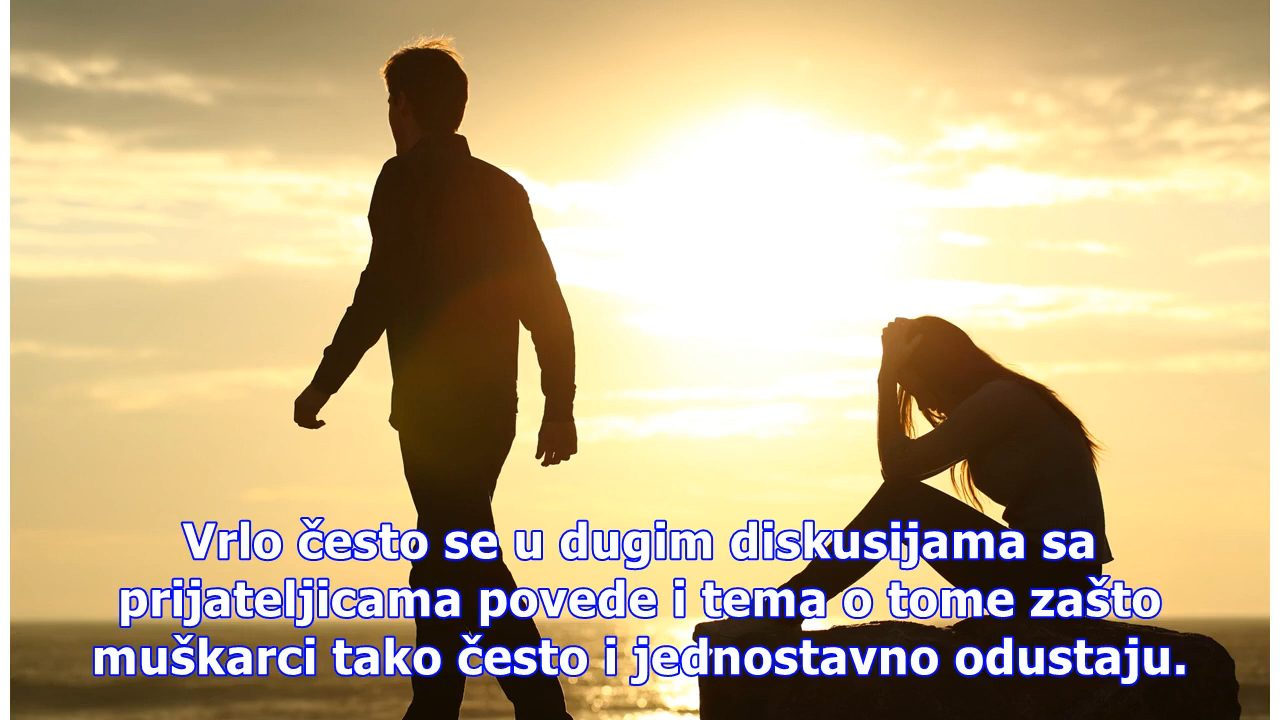 Vrlo često se u dugim diskusijama sa
prijateljicama povede i tema o tome zašto
muškarci tako često i jednostavno odustaju.